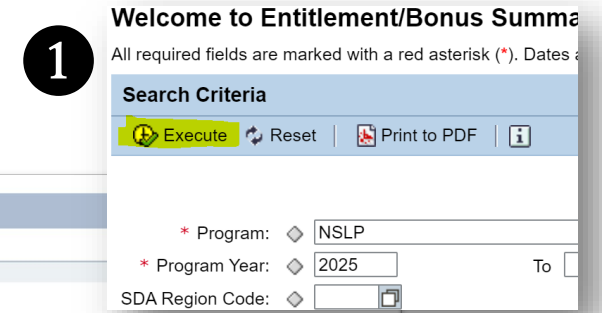 1
Welcome to Entitlement/Bonus Summa
All required fields are marked with a red asterisk (*). Dates
Search Criteria
Execute Reset Print to PDF i
* Program: NSLP
* Program Year: 2025 To
SDA Region Code: